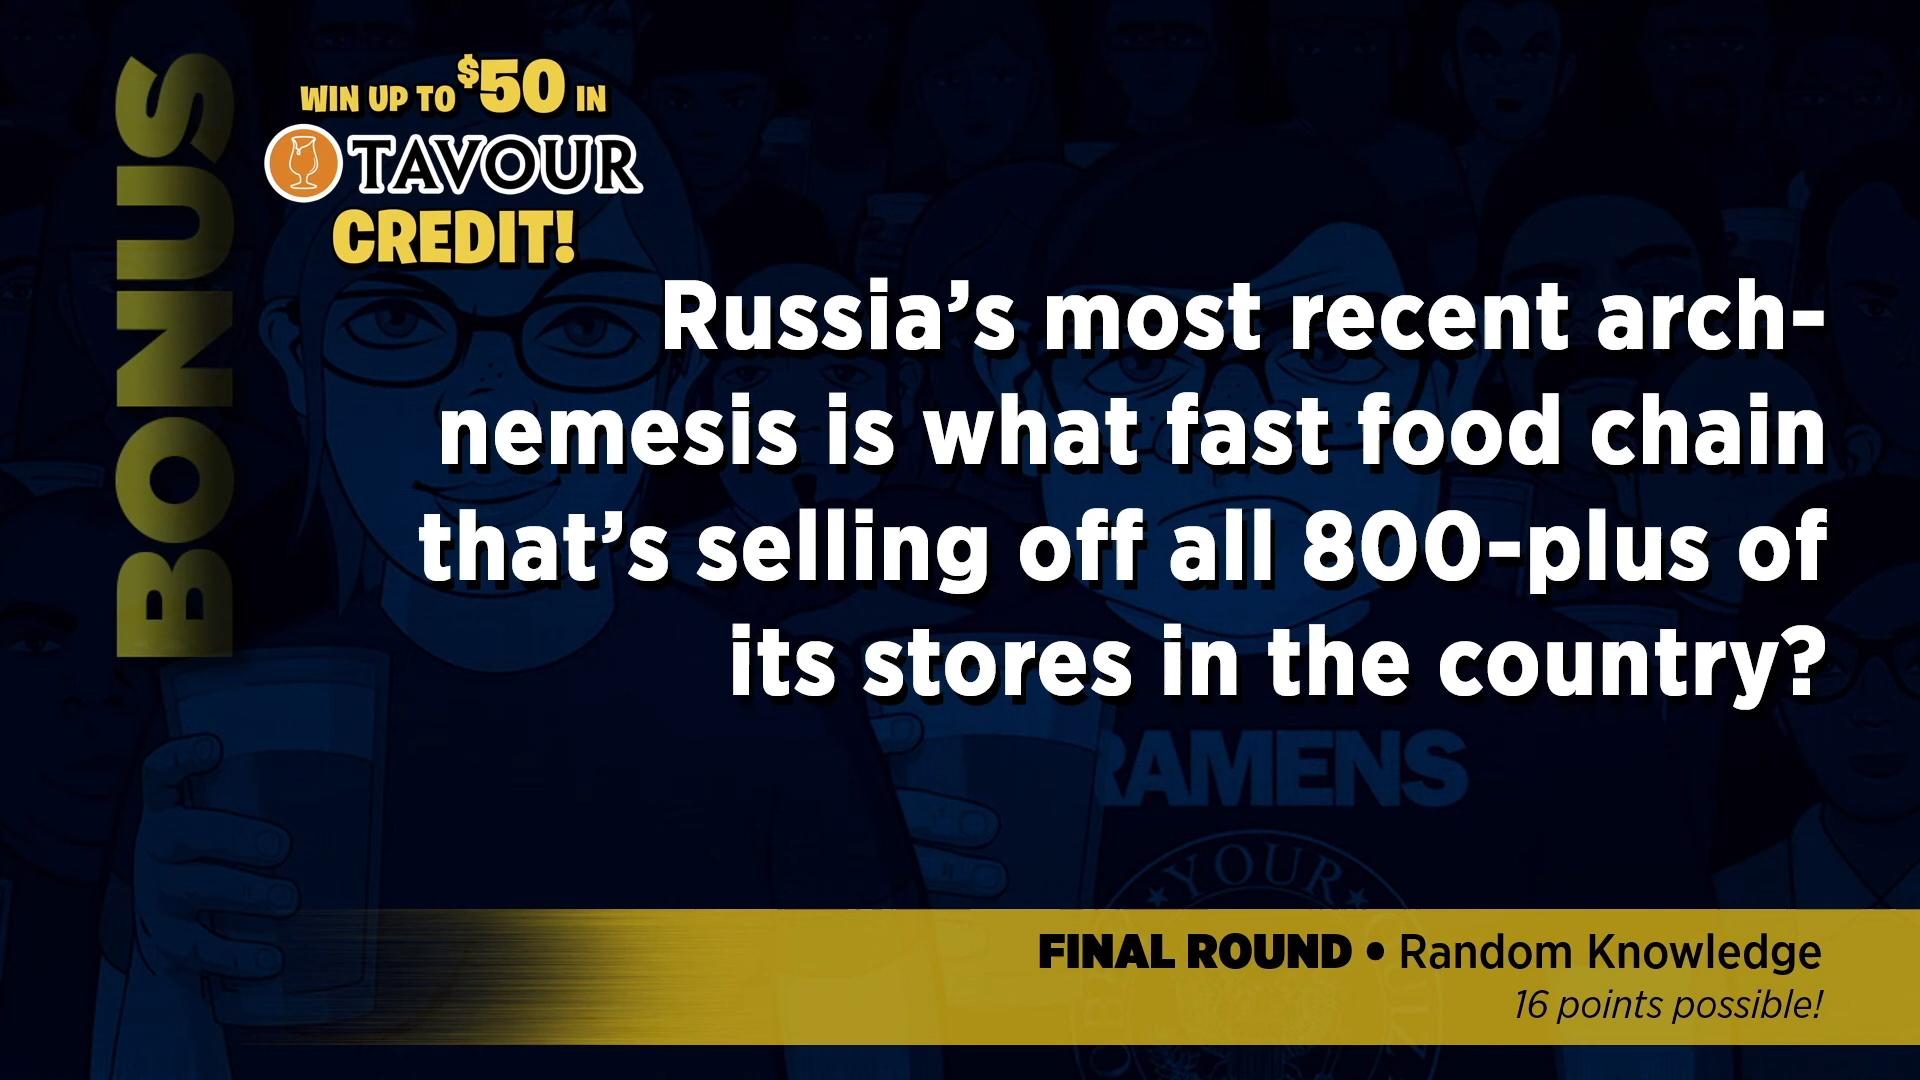 BONUS
WIN UP TO $50 IN
TAVOUR
CREDIT!
Russia’s most recent arch-
nemesis is what fast food chain
that’s selling off all 800-plus of
its stores in the country?
RAMENS
YOUR
FINAL ROUND • Random Knowledge
16 points possible!